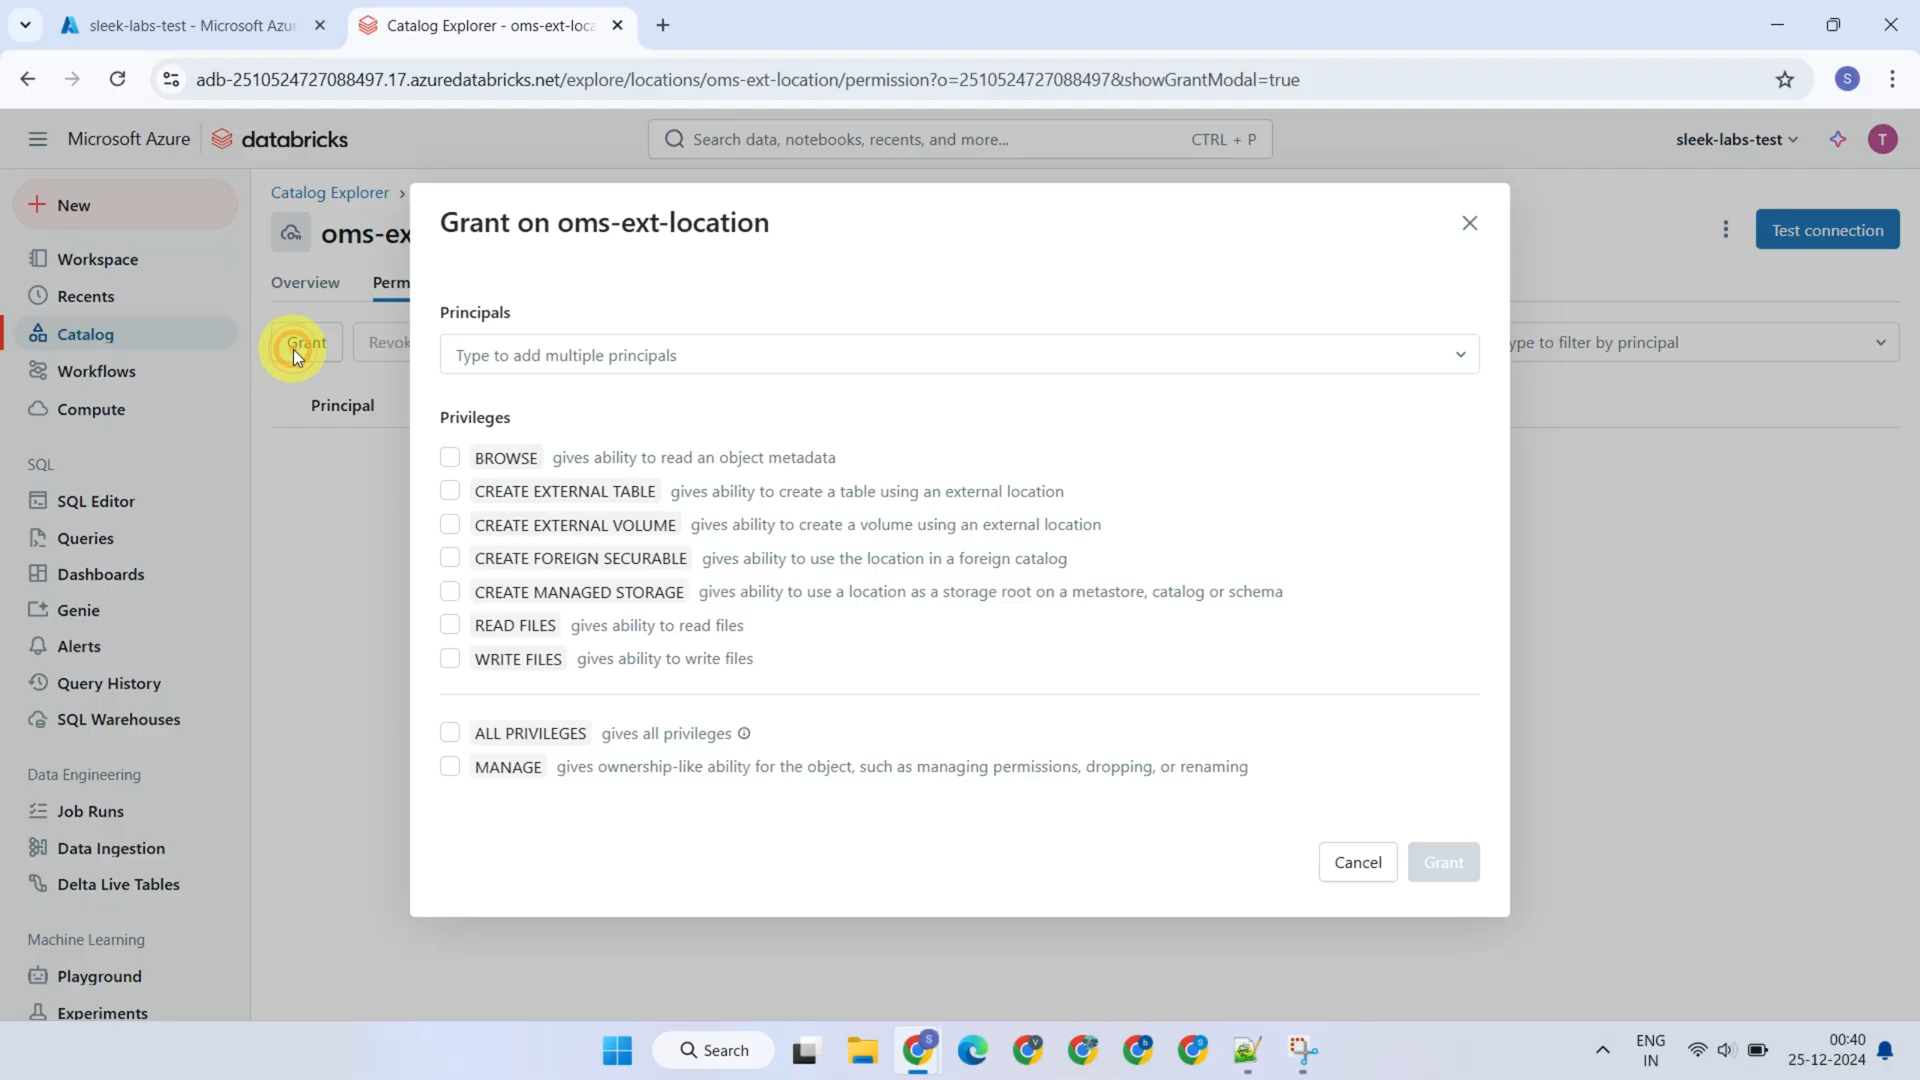 sleek-labs-test - Microsoft Azur
Catalog Explorer - oms-ext-loca
adb-2510524727088497.17.azuredatabricks.net/explore/locations/oms-ext-location/permission?o=2510524727088497&showGrantModal=true
S
Microsoft Azure databricks
Search data, notebooks, recents, and more... CTRL + P
sleek-labs-test
T
New
Workspace
Recents
Catalog
Workflows
Compute
SQL
SQL Editor
Queries
Dashboards
Genie
Alerts
Query History
SQL Warehouses
Data Engineering
Job Runs
Data Ingestion
Delta Live Tables
Machine Learning
Playground
Experiments
Catalog Explorer ›
oms-ex
Test connection
Overview Perm
Grant Revok
ype to filter by principal
Principal
Grant on oms-ext-location
Principals
Type to add multiple principals
Privileges
BROWSE gives ability to read an object metadata
CREATE EXTERNAL TABLE gives ability to create a table using an external location
CREATE EXTERNAL VOLUME gives ability to create a volume using an external location
CREATE FOREIGN SECURABLE gives ability to use the location in a foreign catalog
CREATE MANAGED STORAGE gives ability to use a location as a storage root on a metastore, catalog or schema
READ FILES gives ability to read files
WRITE FILES gives ability to write files
ALL PRIVILEGES gives all privileges
MANAGE gives ownership-like ability for the object, such as managing permissions, dropping, or renaming
Cancel Grant
Search
ENG
IN
00:40
25-12-2024